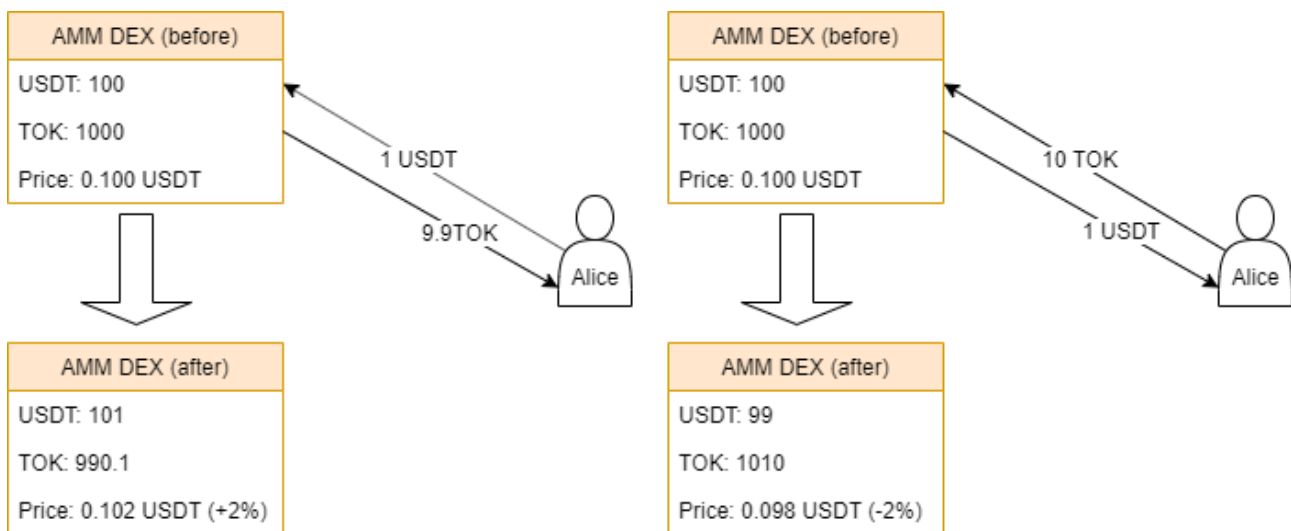 AMM DEX (before)
USDT: 100
TOK: 1000
Price: 0.100 USDT
1 USDT
9.9TOK
Alice
AMM DEX (after)
USDT: 101
TOK: 990.1
Price: 0.102 USDT (+2%)
AMM DEX (before)
USDT: 100
TOK: 1000
Price: 0.100 USDT
10 TOK
1 USDT
Alice
AMM DEX (after)
USDT: 99
TOK: 1010
Price: 0.098 USDT (-2%)